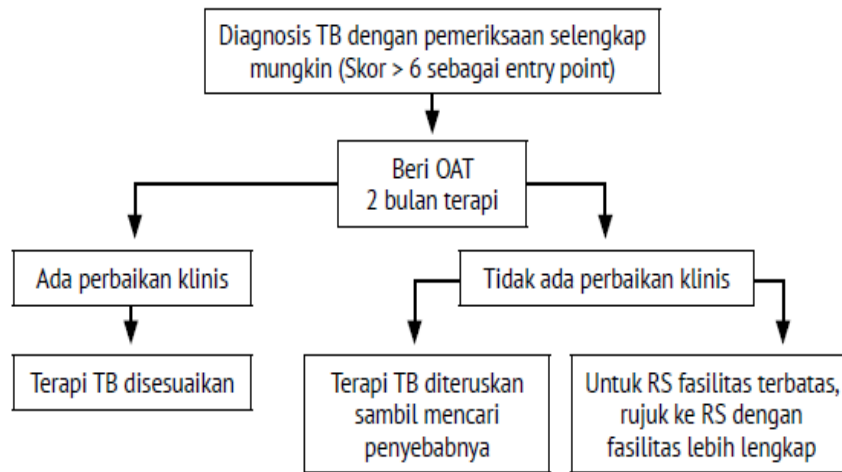 Diagnosis TB dengan pemeriksaan selengkap
mungkin (Skor > 6 sebagai entry point)
Beri OAT
2 bulan terapi
Ada perbaikan klinis
Tidak ada perbaikan klinis
Terapi TB disesuaikan
Terapi TB diteruskan
sambil mencari
penyebabnya
Untuk RS fasilitas terbatas,
rujuk ke RS dengan
fasilitas lebih lengkap